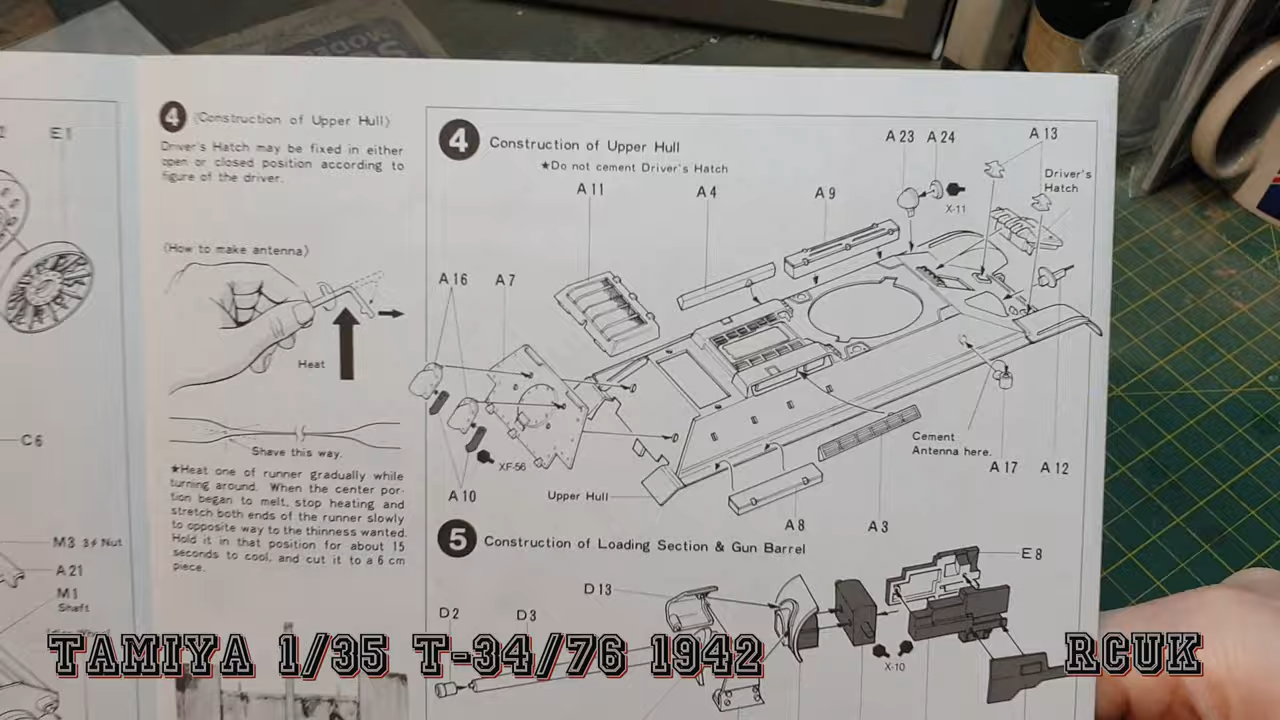 E1
C6
M3 3φ Nut
A21
M1
Shaft
4 (Construction of Upper Hull)
Driver's Hatch may be fixed in either
open or closed position according to
figure of the driver.
(How to make antenna)
Heat
Shave this way.
★Heat one of runner gradually while
turning around. When the center por-
tion began to melt, stop heating and
stretch both ends of the runner slowly
to opposite way to the thinness wanted.
Hold it in that position for about 15
seconds to cool, and cut it to a 6 cm
piece.
4 Construction of Upper Hull
★Do not cement Driver's Hatch
A11
A4
A9
A23
A24
A13
X-11
Driver's
Hatch
A16
A7
XF-56
A10
Upper Hull
A8
A3
Cement
Antenna here.
A17
A12
5 Construction of Loading Section & Gun Barrel
E8
D13
D2
D3
X-10
TAMIYA 1/35 T-34/76 1942
RCUK